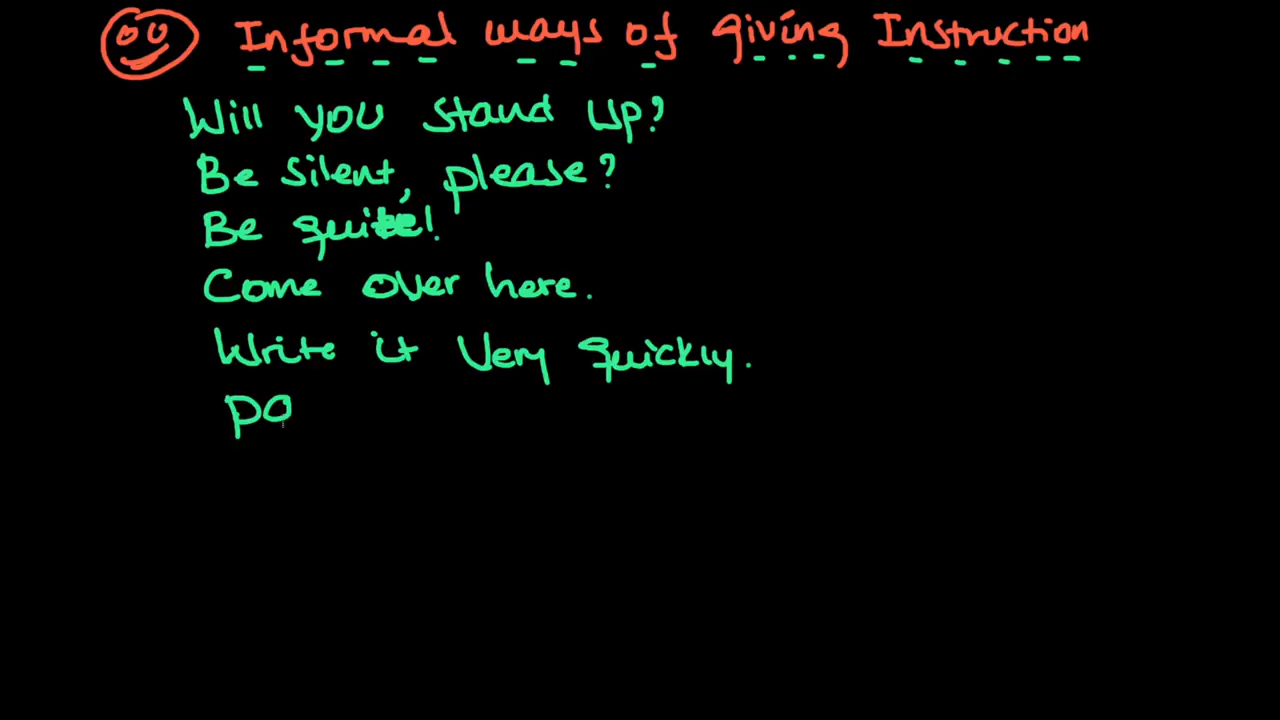 Informal ways of giving Instruction
Will you stand up?
Be silent, please?
Be quite!
Come over here.
Write it very quickly.
Do